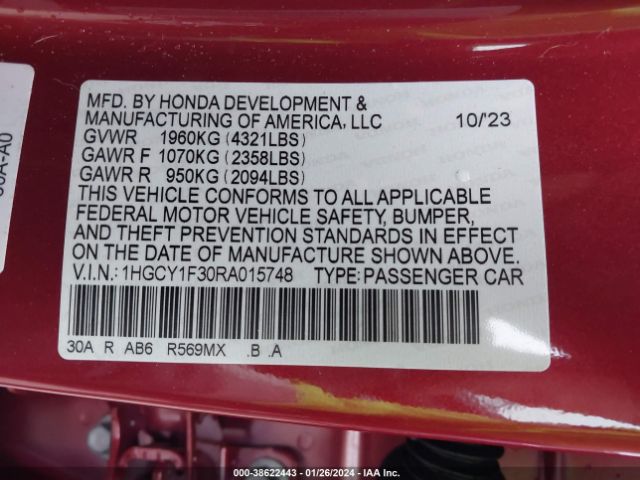 MFD. BY HONDA DEVELOPMENT &
MANUFACTURING OF AMERICA, LLC 10/'23
GVWR 1960KG (4321LBS)
GAWR F 1070KG (2358LBS)
GAWR R 950KG (2094LBS)
THIS VEHICLE CONFORMS TO ALL APPLICABLE
FEDERAL MOTOR VEHICLE SAFETY, BUMPER,
AND THEFT PREVENTION STANDARDS IN EFFECT
ON THE DATE OF MANUFACTURE SHOWN ABOVE.
V.I.N.: 1HGCY1F30RA015748 TYPE: PASSENGER CAR
30A R AB6 R569MX .B .A
000-38622443 - 01/26/2024 - IAA Inc.